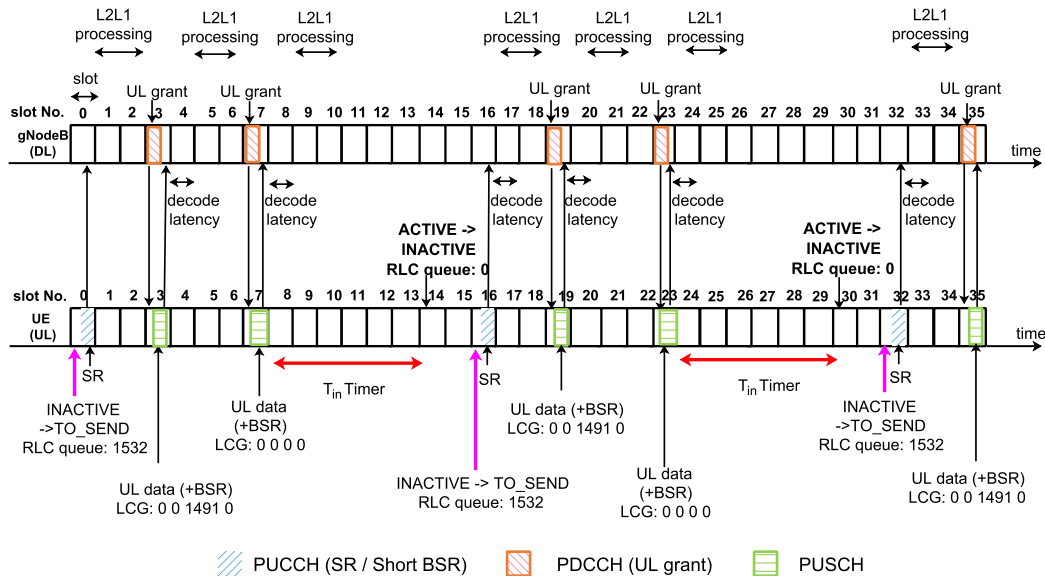 L2L1 processing
L2L1 processing
L2L1 processing
L2L1 processing
L2L1 processing
L2L1 processing
L2L1 processing
slot
UL grant
UL grant
UL grant
UL grant
UL grant
slot No. 0 1 2 3 4 5 6 7 8 9 10 11 12 13 14 15 16 17 18 19 20 21 22 23 24 25 26 27 28 29 30 31 32 33 34 35
gNodeB
(DL)
time
decode
latency
decode
latency
decode
latency
decode
latency
decode
latency
decode
latency
ACTIVE ->
INACTIVE
RLC queue: 0
ACTIVE ->
INACTIVE
RLC queue: 0
slot No. 0 1 2 3 4 5 6 7 8 9 10 11 12 13 14 15 16 17 18 19 20 21 22 23 24 25 26 27 28 29 30 31 32 33 34 35
UE
(UL)
time
SR
INACTIVE
->TO_SEND
RLC queue: 1532
UL data (+BSR)
LCG: 0 0 1491 0
UL data
(+BSR)
LCG: 0 0 0 0
Tin Timer
SR
INACTIVE -> TO_SEND
RLC queue: 1532
UL data (+BSR)
LCG: 0 0 1491 0
UL data
(+BSR)
LCG: 0 0 0 0
Tin Timer
SR
INACTIVE
->TO_SEND
RLC queue: 1532
UL data (+BSR)
LCG: 0 0 1491 0
PUCCH (SR / Short BSR)
PDCCH (UL grant)
PUSCH